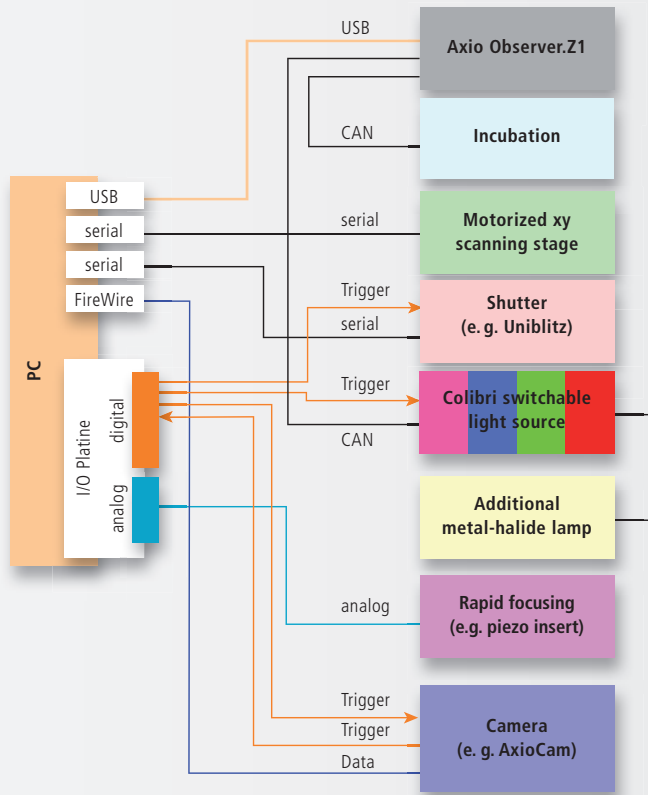 USB
Axio Observer.Z1
CAN
Incubation
USB
serial
serial
FireWire
PC
I/O Platine
digital
analog
serial
Motorized xy
scanning stage
Trigger
serial
Shutter
(e. g. Uniblitz)
Trigger
CAN
Colibri switchable
light source
Additional
metal-halide lamp
analog
Rapid focusing
(e.g. piezo insert)
Trigger
Trigger
Data
Camera
(e. g. AxioCam)